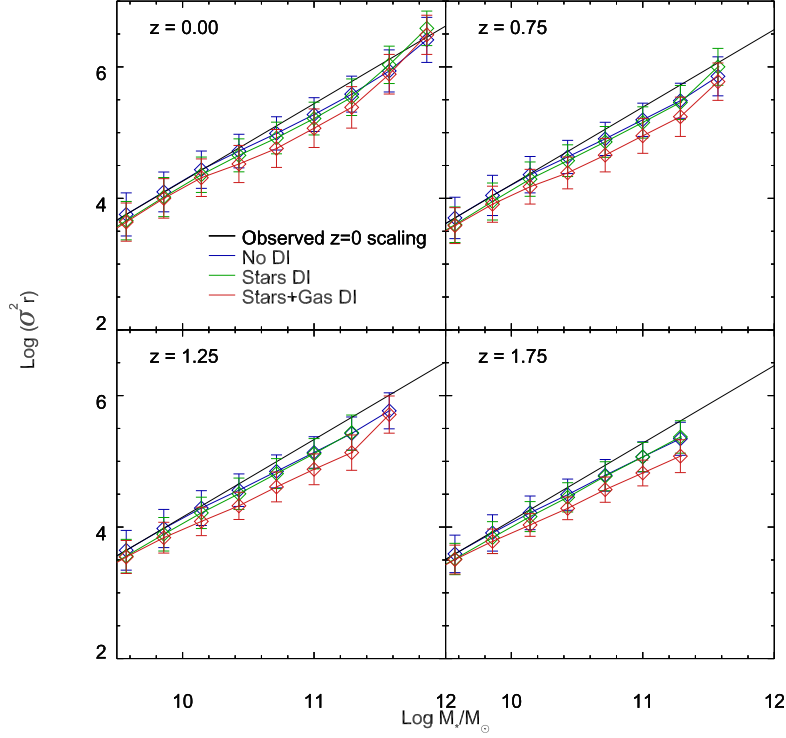 z = 0.00
z = 0.75
6
4
2
Observed z=0 scaling
No DI
Stars DI
Stars+Gas DI
Log (σ²r)
z = 1.25
z = 1.75
6
4
2
10
11
12
10
11
12
Log M*/M☉